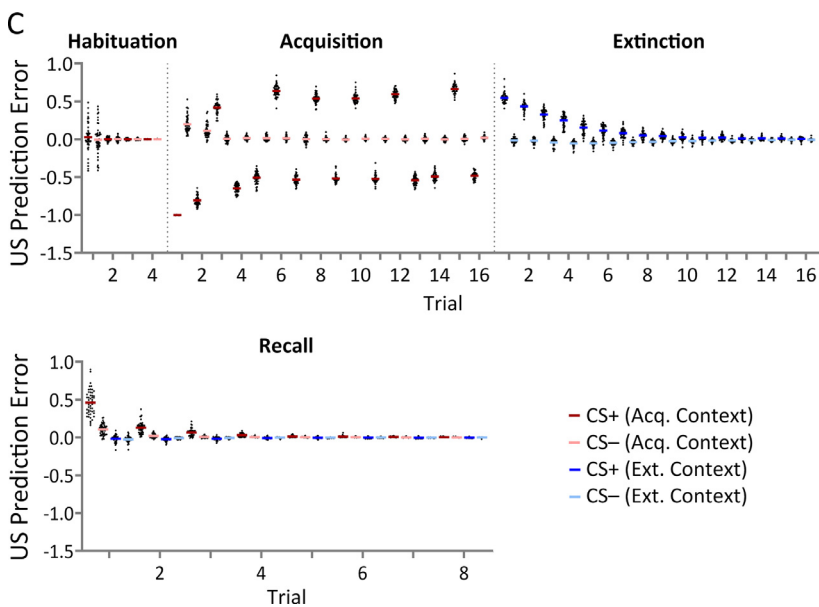 C
Habituation Acquisition Extinction
US Prediction Error
1.0
0.5
0.0
-0.5
-1.0
-1.5
2 4 2 4 6 8 10 12 14 16 2 4 6 8 10 12 14 16
Trial
Recall
US Prediction Error
1.0
0.5
0.0
-0.5
-1.0
-1.5
2 4 6 8
Trial
CS+ (Acq. Context)
CS− (Acq. Context)
CS+ (Ext. Context)
CS− (Ext. Context)